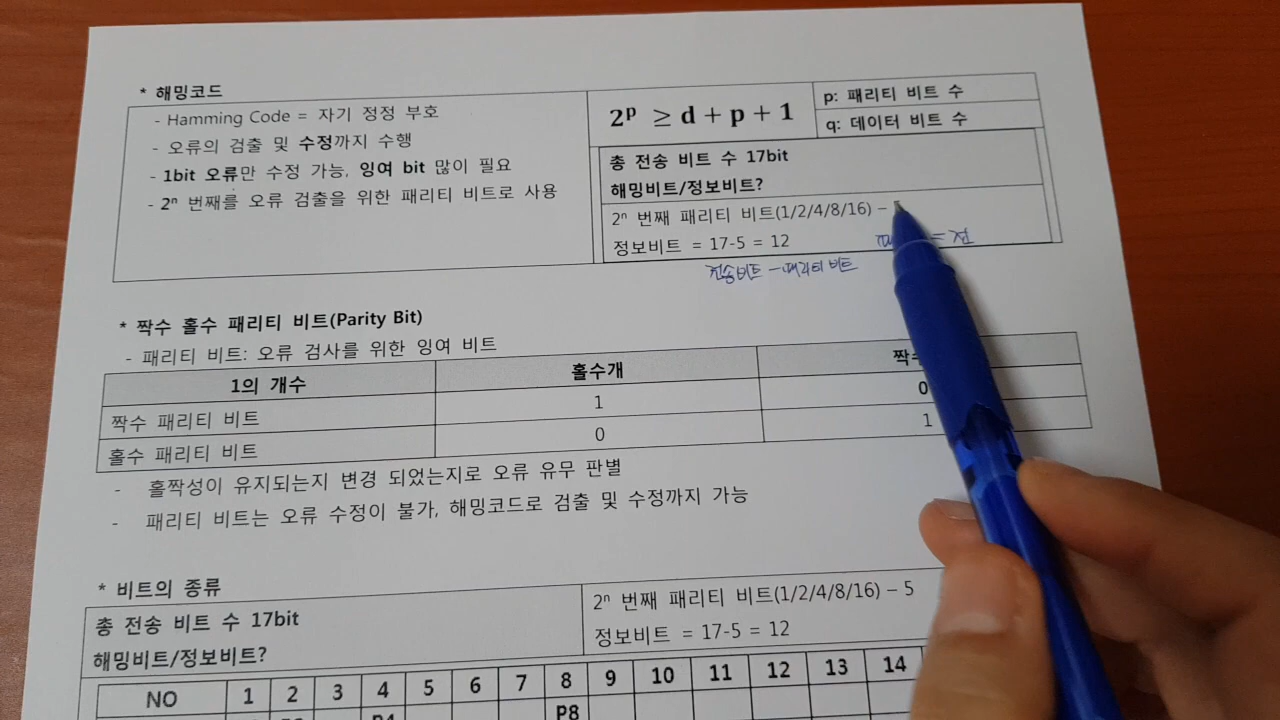 * 해밍코드
- Hamming Code = 자기 정정 부호
- 오류의 검출 및 수정까지 수행
- 1bit 오류만 수정 가능, 잉여 bit 많이 필요
- 2ⁿ 번째를 오류 검출을 위한 패리티 비트로 사용
2ᵖ ≥ d + p + 1
p: 패리티 비트 수
q: 데이터 비트 수
총 전송 비트 수 17bit
해밍비트/정보비트?
2ⁿ 번째 패리티 비트(1/2/4/8/16) –
정보비트 = 17-5 = 12
전송비트 - 패리티 비트
* 짝수 홀수 패리티 비트(Parity Bit)
- 패리티 비트: 오류 검사를 위한 잉여 비트
1의 개수 홀수개 짝수
짝수 패리티 비트 1 0
홀수 패리티 비트 0 1
- 홀짝성이 유지되는지 변경 되었는지로 오류 유무 판별
- 패리티 비트는 오류 수정이 불가, 해밍코드로 검출 및 수정까지 가능
* 비트의 종류
총 전송 비트 수 17bit
해밍비트/정보비트?
2ⁿ 번째 패리티 비트(1/2/4/8/16) – 5
정보비트 = 17-5 = 12
NO 1 2 3 4 5 6 7 8 9 10 11 12 13 14
P4 P8